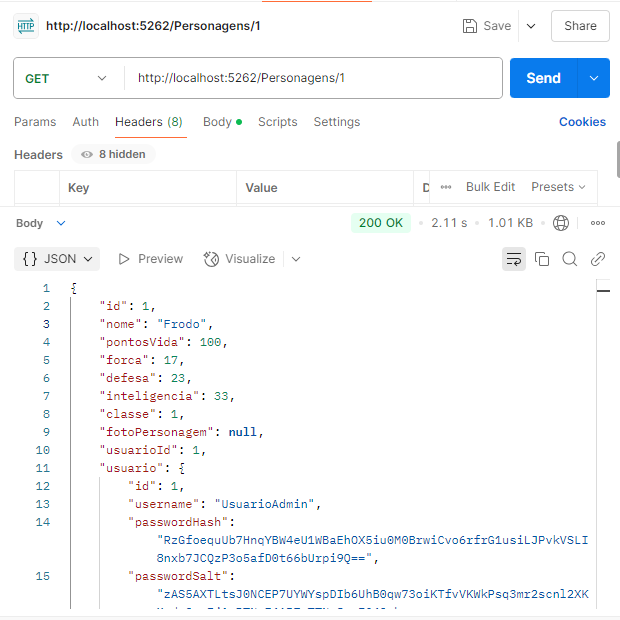 HTTP http://localhost:5262/Personagens/1 Save Share
GET http://localhost:5262/Personagens/1 Send
Params Auth Headers (8) Body Scripts Settings Cookies
Headers 8 hidden
Key Value Bulk Edit Presets
Body 200 OK • 2.11 s • 1.01 KB
{} JSON Preview Visualize
1 {
2 "id": 1,
3 "nome": "Frodo",
4 "pontosVida": 100,
5 "forca": 17,
6 "defesa": 23,
7 "inteligencia": 33,
8 "classe": 1,
9 "fotoPersonagem": null,
10 "usuarioId": 1,
11 "usuario": {
12 "id": 1,
13 "username": "UsuarioAdmin",
14 "passwordHash":
"RzGfoequUb7HnqYBW4eU1WBaEhOX5iu0M0BrwiCvo6rfrG1usiLJPvkVSLI
8nxb7JCQzP3o5afD0t66bUrpi9Q==",
15 "passwordSalt":
"zAS5AXTLtsJ0NCEP7UYWYspDIb6UhB0qw73oiKTfvVKWkPsq3mr2scnl2XK